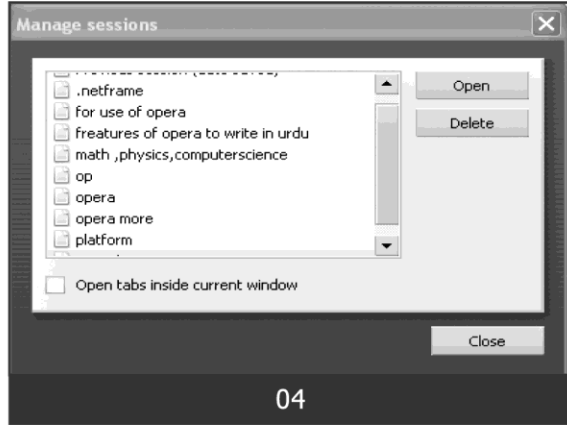 Manage sessions
.netframe
for use of opera
freatures of opera to write in urdu
math ,physics,computerscience
op
opera
opera more
platform
Open
Delete
Open tabs inside current window
Close
04